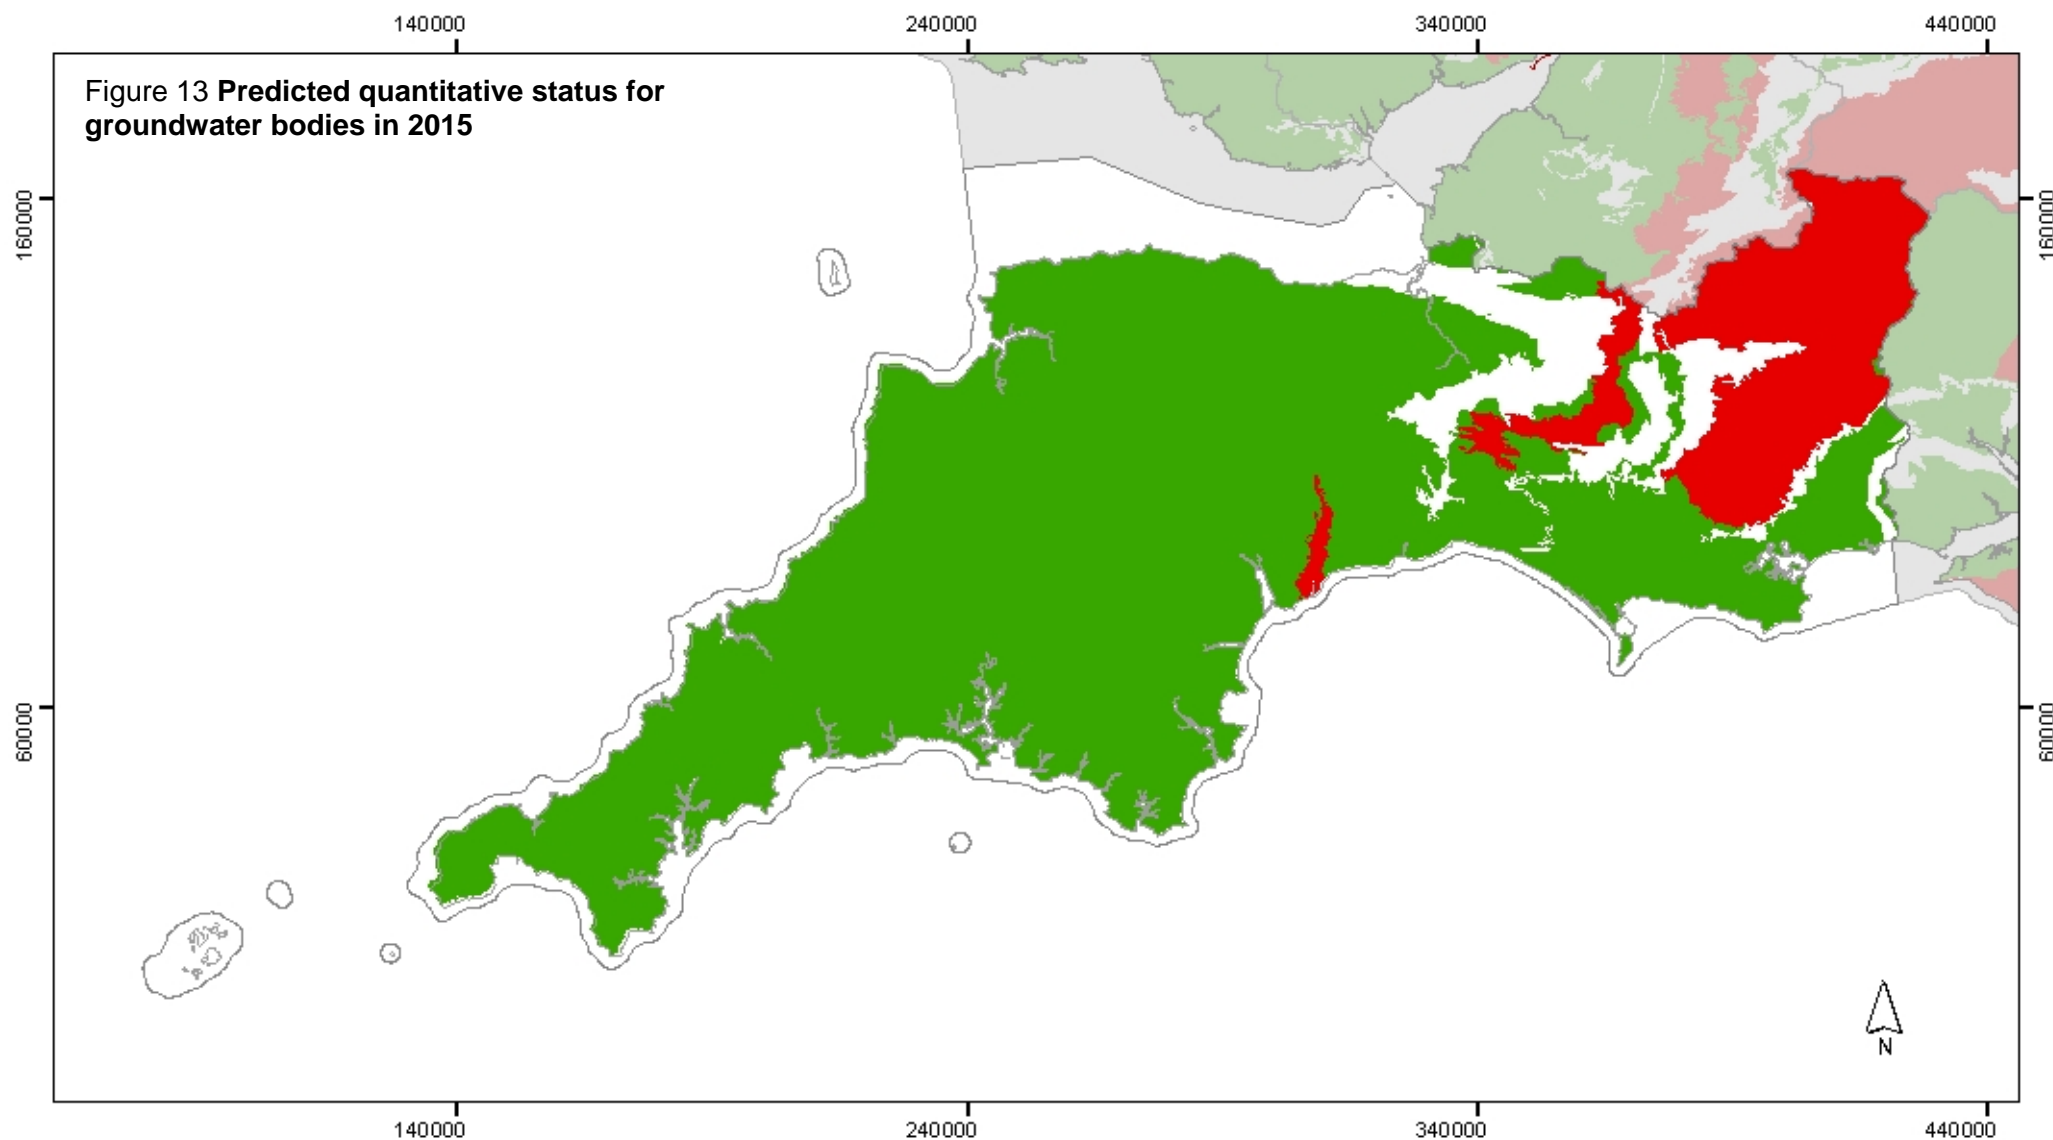 140000 240000 340000 440000
Figure 13 Predicted quantitative status for
groundwater bodies in 2015
160000 160000
60000 60000
N
140000 240000 340000 440000